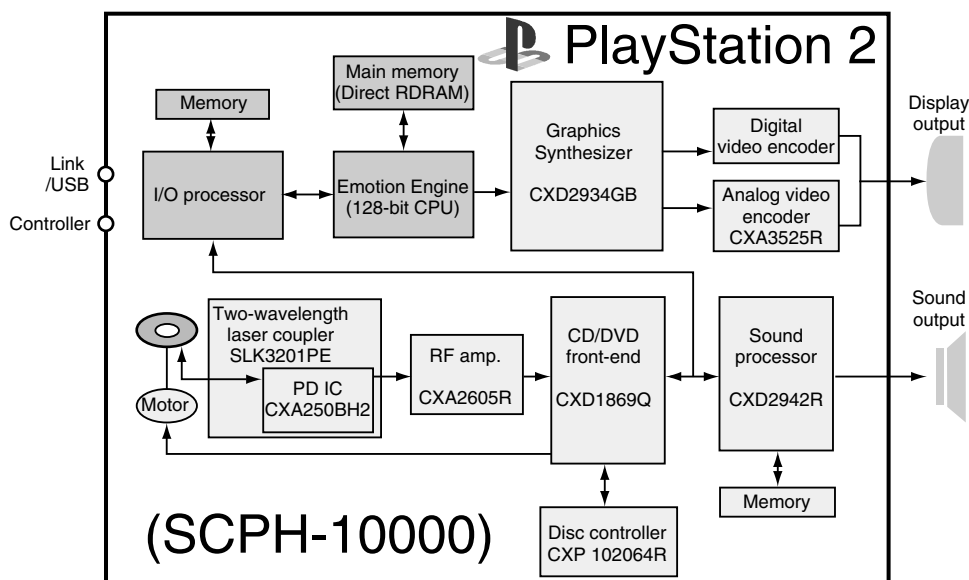 PlayStation 2
Main memory
(Direct RDRAM)
Memory
Graphics
Synthesizer
CXD2934GB
Digital
video encoder
Display
output
Link
/USB
I/O processor
Emotion Engine
(128-bit CPU)
Analog video
encoder
CXA3525R
Controller
Two-wavelength
laser coupler
SLK3201PE
PD IC
CXA250BH2
Motor
RF amp.
CXA2605R
CD/DVD
front-end
CXD1869Q
Sound
processor
CXD2942R
Sound
output
Memory
Disc controller
CXP 102064R
(SCPH-10000)